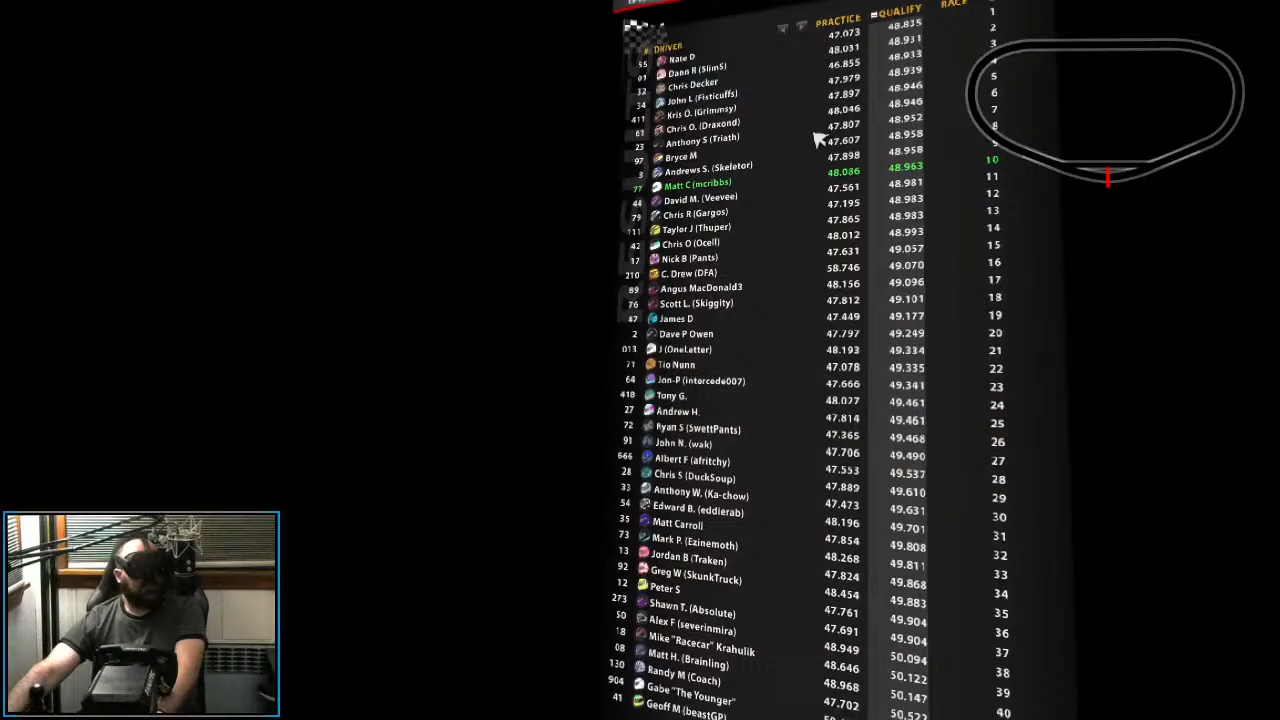 # DRIVER PRACTICE QUALIFY RACE
55 Nate D 47.073 48.835 1
01 Dann R (SlimS) 48.031 48.931 2
32 Chris Decker 46.855 48.933 3
34 John L (Fisticuffs) 47.979 48.939 4
411 Kris O. (Grimmsy) 47.897 48.946 5
61 Chris O. (Draxond) 48.046 48.946 6
23 Anthony S (Triath) 47.807 48.952 7
97 Bryce M 47.607 48.958 8
3 Andrews S. (Skeletor) 47.898 48.958 9
77 Matt C (mcribbs) 48.086 48.963 10
44 David M. (Veevee) 47.561 48.981 11
79 Chris R (Gargos) 47.195 48.983 12
111 Taylor J (Thuper) 47.865 48.983 13
42 Chris O (Ocell) 48.012 48.993 14
17 Nick B (Pants) 47.631 49.057 15
210 C. Drew (DFA) 58.746 49.070 16
89 Angus MacDonald3 48.156 49.096 17
76 Scott L. (Skiggity) 47.812 49.101 18
47 James D 47.449 49.177 19
2 Dave P Owen 47.797 49.249 20
013 J (OneLetter) 48.193 49.334 21
71 Tio Nunn 47.078 49.335 22
64 Jon-P (intercede007) 47.666 49.341 23
418 Tony G. 48.027 49.461 24
27 Andrew H. 47.814 49.461 25
72 Ryan S (SwettPants) 47.365 49.468 26
91 John N. (wak) 47.706 49.490 27
666 Albert F (afritchy) 47.553 49.537 28
28 Chris S (DuckSoup) 47.889 49.610 29
33 Anthony W. (Ka-chow) 47.473 49.631 30
54 Edward B. (eddierab) 48.196 49.701 31
35 Matt Carroll 47.854 49.808 32
73 Mark P. (Ezinemoth) 48.268 49.811 33
13 Jordan B (Traken) 47.824 49.868 34
92 Greg W (SkunkTruck) 48.454 49.883 35
12 Peter S 47.761 49.904 36
273 Shawn T. (Absolute) 47.691 49.904 37
50 Alex F (severinmira) 48.949 50.094 38
18 Mike "Racecar" Krahulik 48.646 50.122 39
08 Matt H. (Brainling) 48.968 50.147 40
130 Randy M (Coach) 47.702 50.522
904 Gabe "The Younger"
41 Geoff M (beastGP)